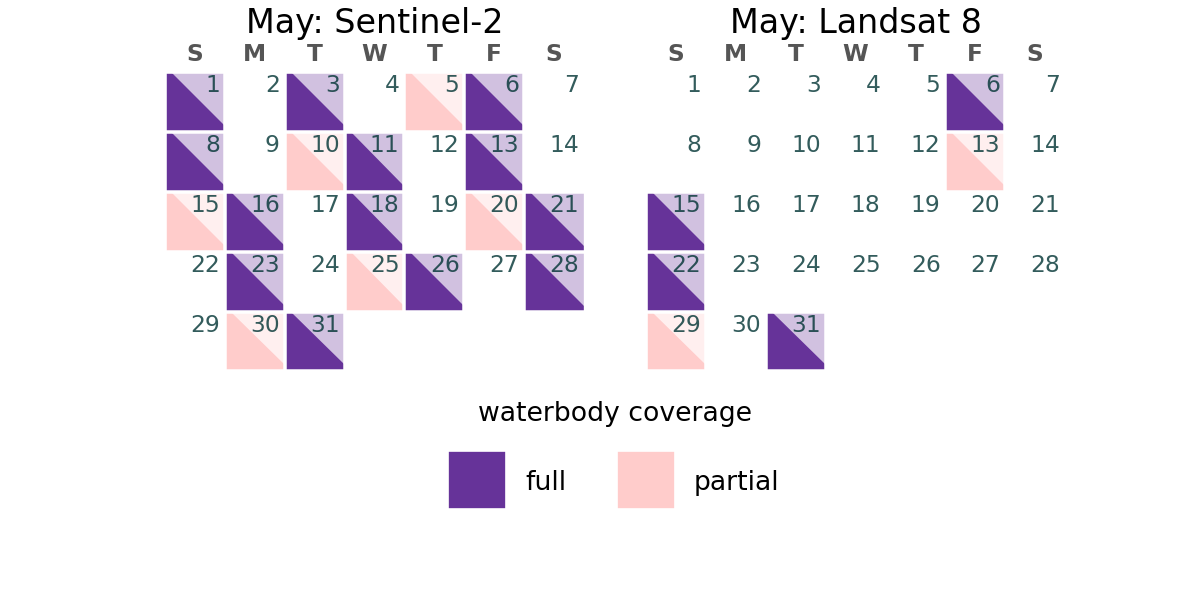 May: Sentinel-2
S M T W T F S
1 2 3 4 5 6 7
8 9 10 11 12 13 14
15 16 17 18 19 20 21
22 23 24 25 26 27 28
29 30 31
May: Landsat 8
S M T W T F S
1 2 3 4 5 6 7
8 9 10 11 12 13 14
15 16 17 18 19 20 21
22 23 24 25 26 27 28
29 30 31
waterbody coverage
full
partial